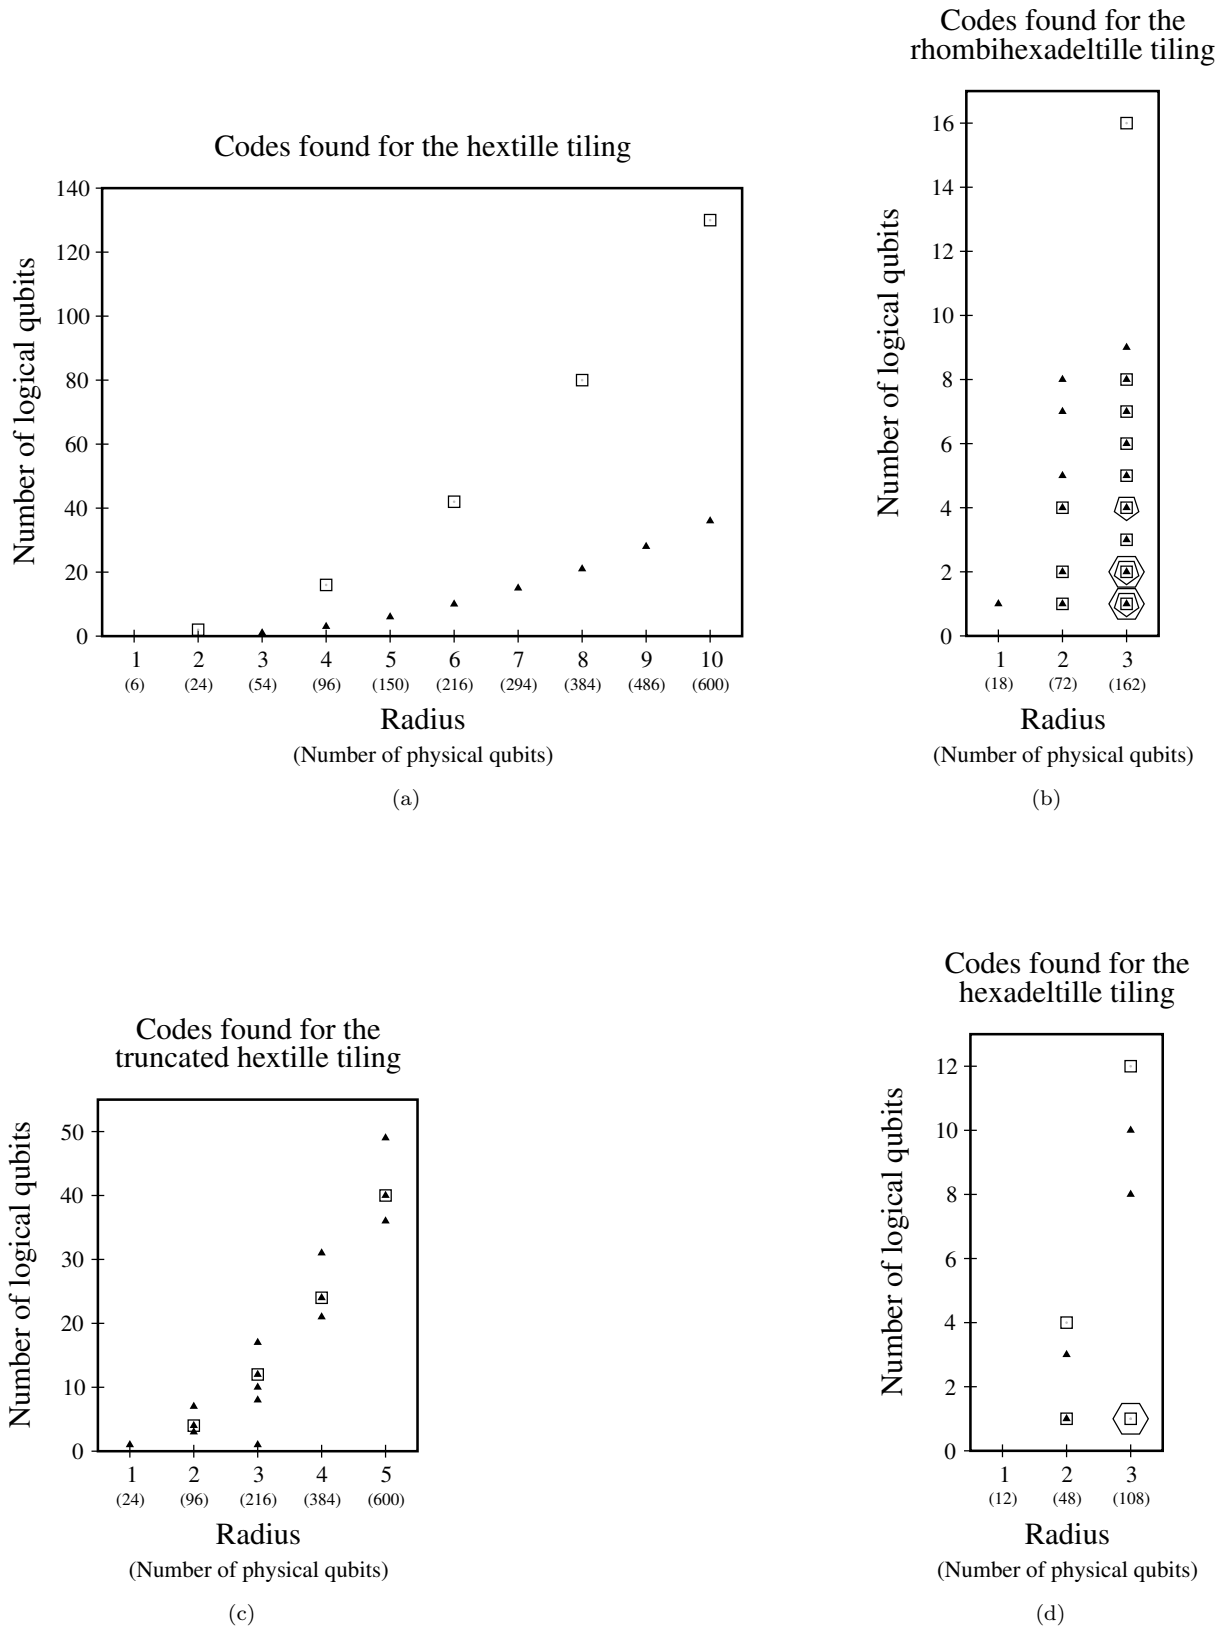 Codes found for the hextille tiling
Number of logical qubits
140
120
100
80
60
40
20
0
1 2 3 4 5 6 7 8 9 10
(6) (24) (54) (96) (150) (216) (294) (384) (486) (600)
Radius
(Number of physical qubits)
(a)
Codes found for the
rhombihexadeltille tiling
Number of logical qubits
16
14
12
10
8
6
4
2
0
1 2 3
(18) (72) (162)
Radius
(Number of physical qubits)
(b)
Codes found for the
truncated hextille tiling
Number of logical qubits
50
40
30
20
10
0
1 2 3 4 5
(24) (96) (216) (384) (600)
Radius
(Number of physical qubits)
(c)
Codes found for the
hexadeltille tiling
Number of logical qubits
12
10
8
6
4
2
0
1 2 3
(12) (48) (108)
Radius
(Number of physical qubits)
(d)